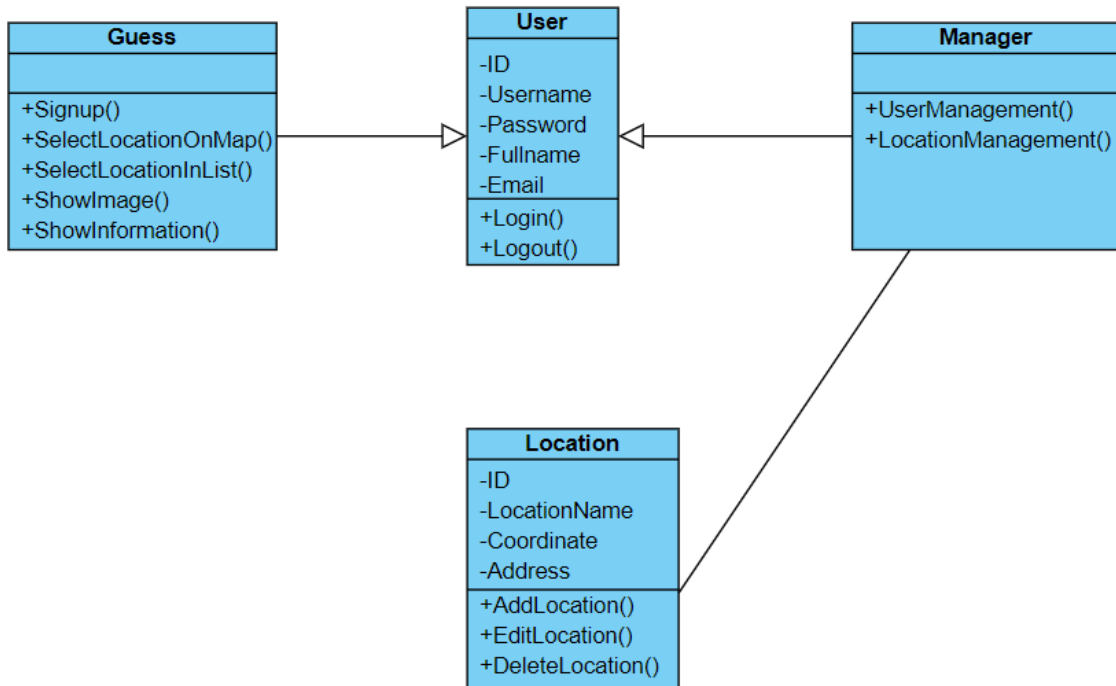 Guess
+Signup()
+SelectLocationOnMap()
+SelectLocationInList()
+ShowImage()
+ShowInformation()
User
-ID
-Username
-Password
-Fullname
-Email
+Login()
+Logout()
Manager
+UserManagement()
+LocationManagement()
Location
-ID
-LocationName
-Coordinate
-Address
+AddLocation()
+EditLocation()
+DeleteLocation()